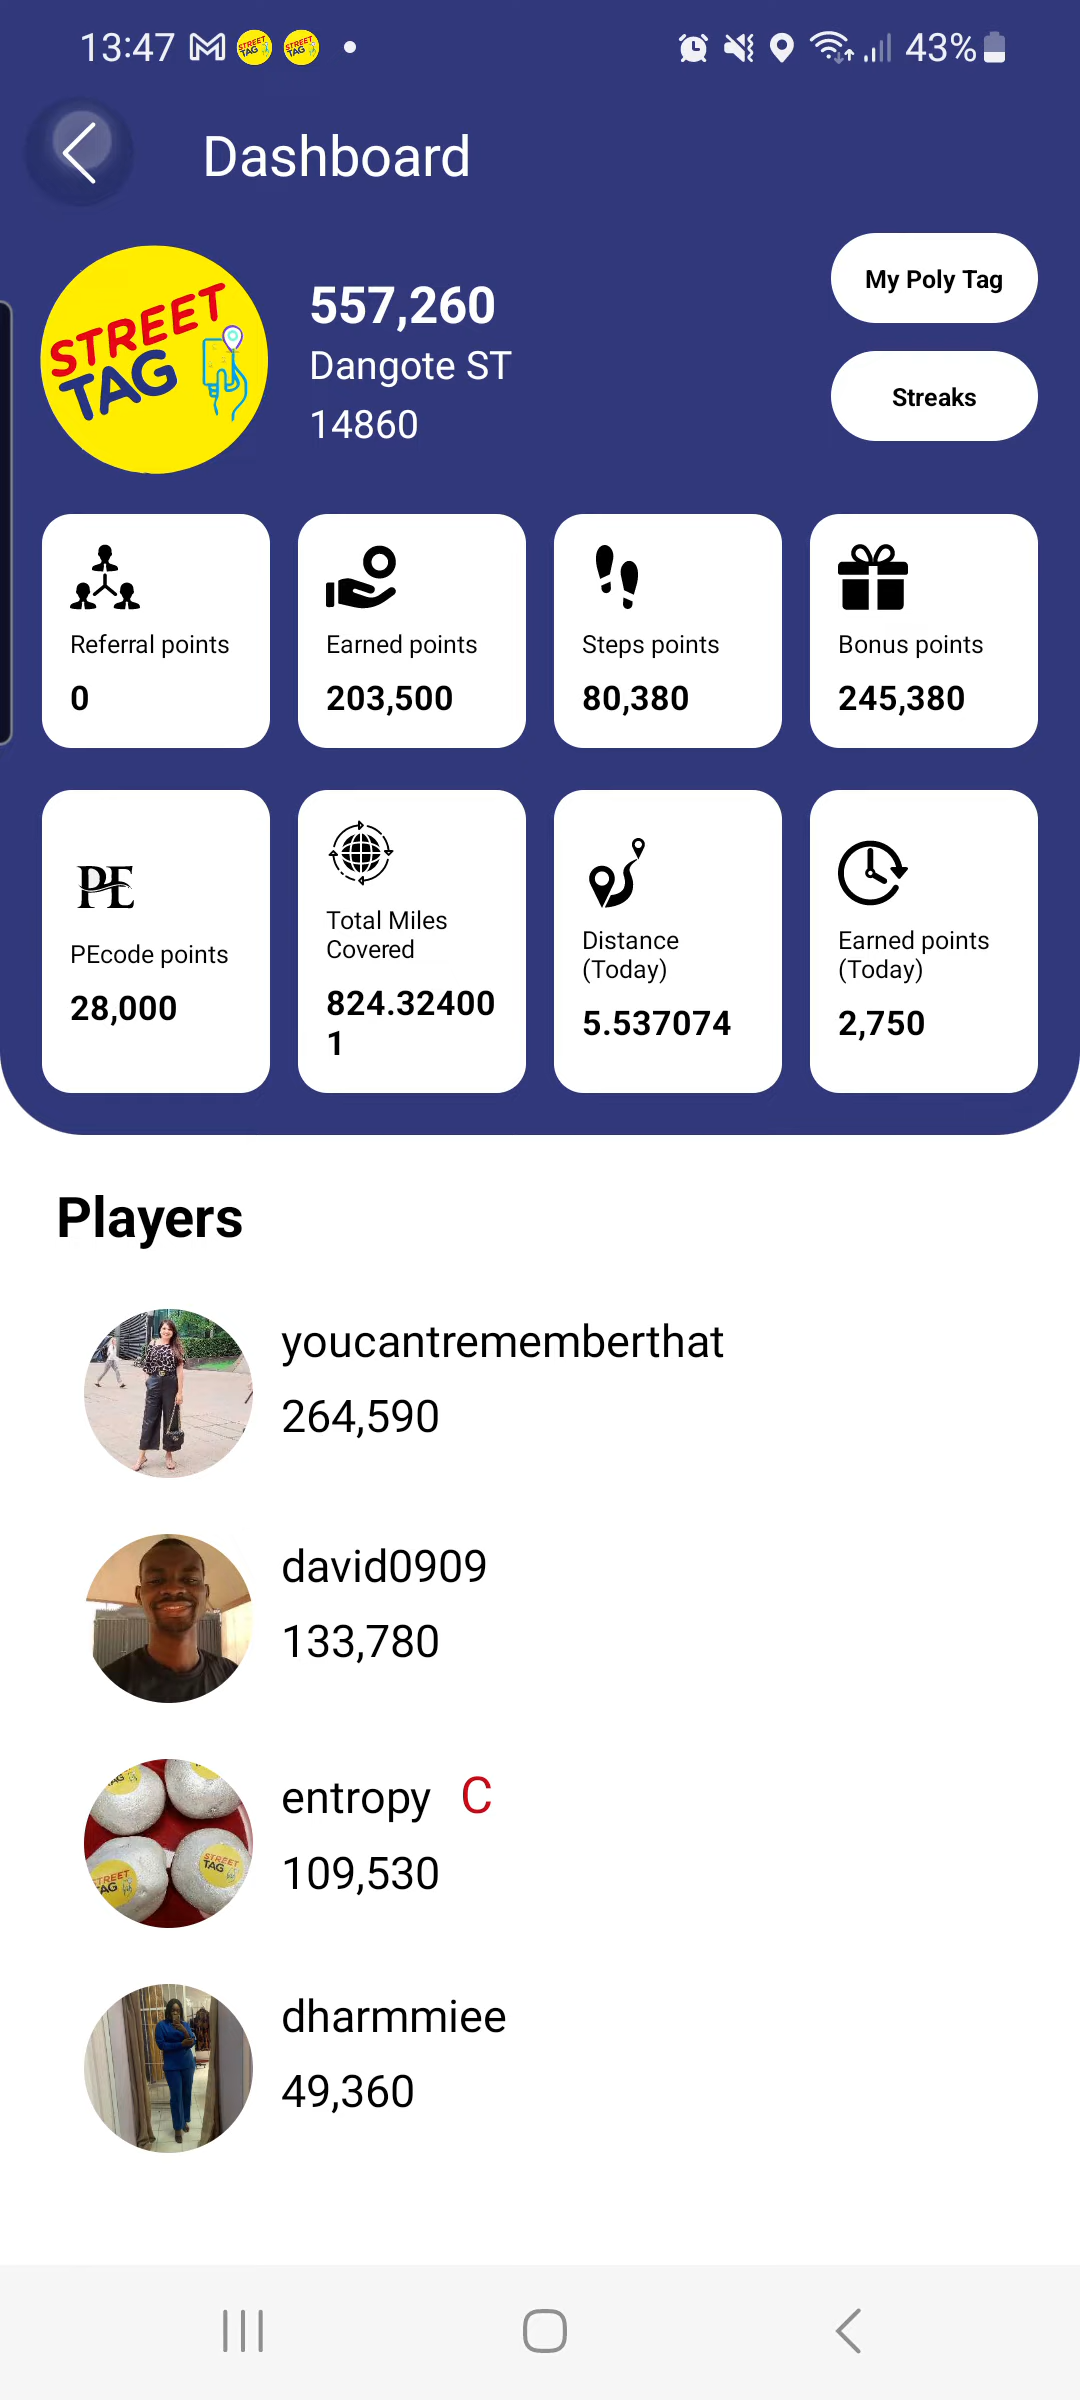 13:47
43%
Dashboard
STREET
TAG
557,260
Dangote ST
14860
My Poly Tag
Streaks
Referral points
0
Earned points
203,500
Steps points
80,380
Bonus points
245,380
PE
PEcode points
28,000
Total Miles
Covered
824.32400
1
Distance
(Today)
5.537074
Earned points
(Today)
2,750
Players
youcantrememberthat
264,590
david0909
133,780
entropy C
109,530
STREET
TAG
dharmmiee
49,360